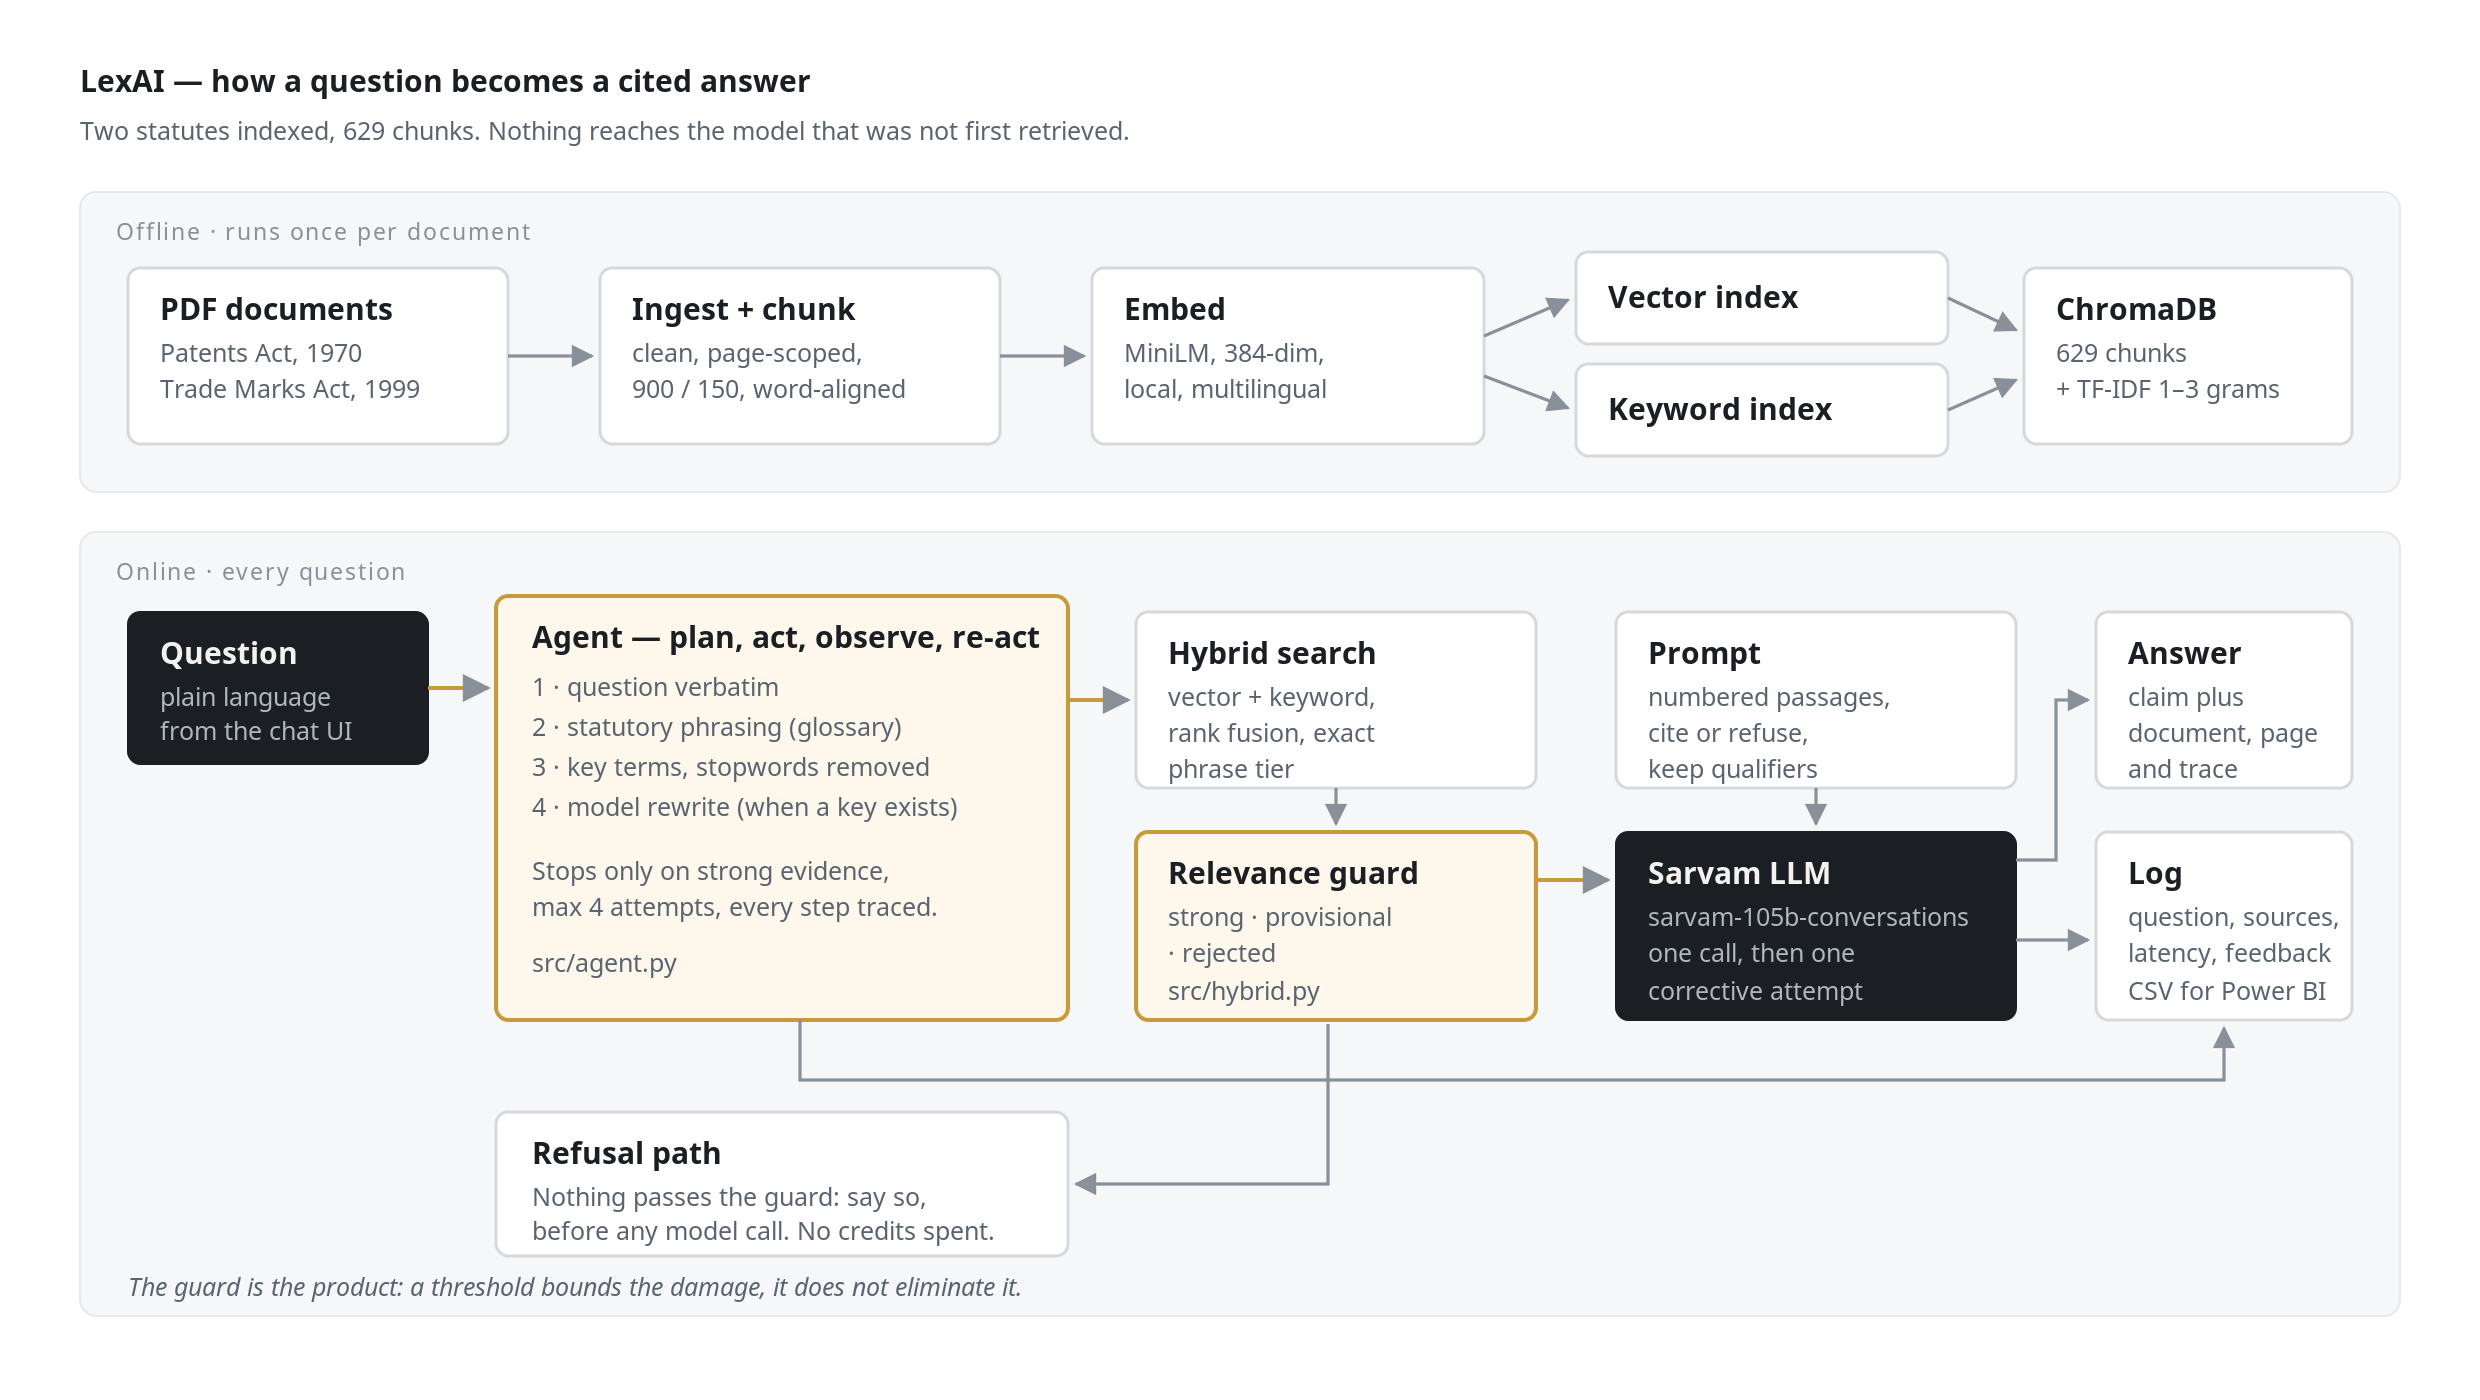 LexAI — how a question becomes a cited answer
Two statutes indexed, 629 chunks. Nothing reaches the model that was not first retrieved.
Offline · runs once per document
PDF documents
Patents Act, 1970
Trade Marks Act, 1999
Ingest + chunk
clean, page-scoped,
900 / 150, word-aligned
Embed
MiniLM, 384-dim,
local, multilingual
Vector index
Keyword index
ChromaDB
629 chunks
+ TF-IDF 1–3 grams
Online · every question
Question
plain language
from the chat UI
Agent — plan, act, observe, re-act
1 · question verbatim
2 · statutory phrasing (glossary)
3 · key terms, stopwords removed
4 · model rewrite (when a key exists)
Stops only on strong evidence,
max 4 attempts, every step traced.
src/agent.py
Hybrid search
vector + keyword,
rank fusion, exact
phrase tier
Relevance guard
strong · provisional
· rejected
src/hybrid.py
Prompt
numbered passages,
cite or refuse,
keep qualifiers
Sarvam LLM
sarvam-105b-conversations
one call, then one
corrective attempt
Answer
claim plus
document, page
and trace
Log
question, sources,
latency, feedback
CSV for Power BI
Refusal path
Nothing passes the guard: say so,
before any model call. No credits spent.
The guard is the product: a threshold bounds the damage, it does not eliminate it.